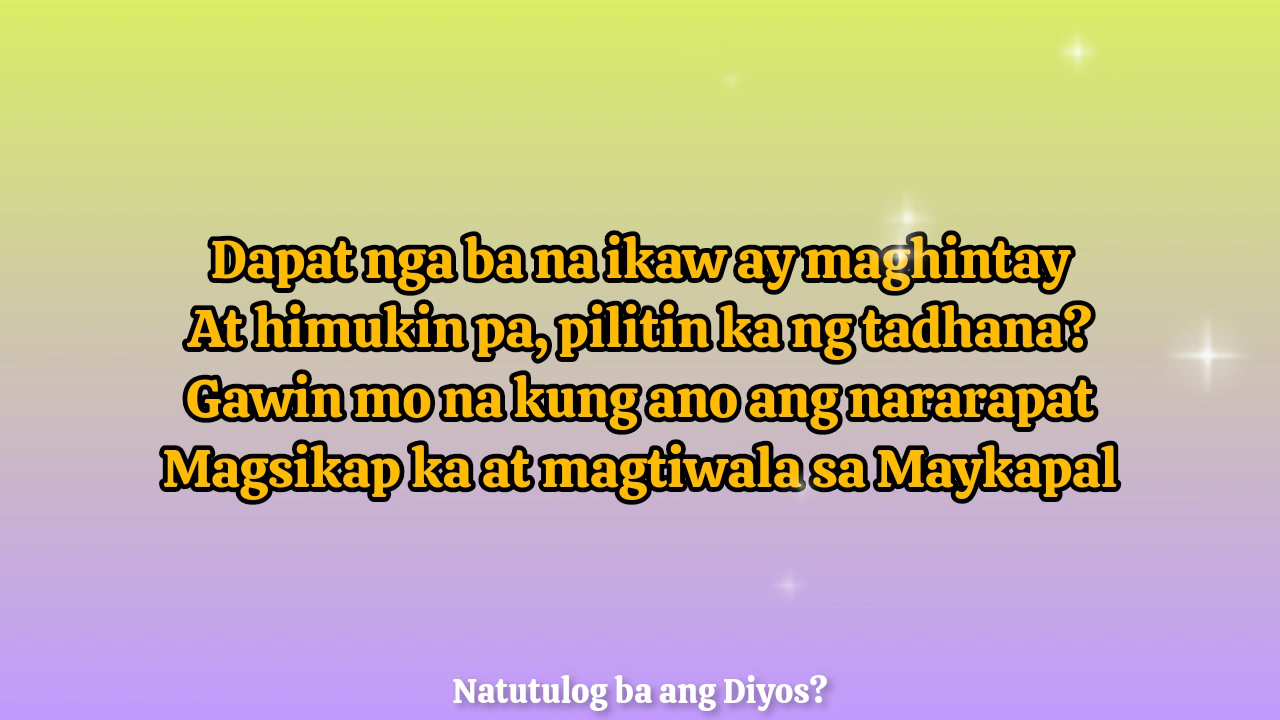 Dapat nga ba na ikaw ay maghintay
At himukin pa, pilitin ka ng tadhana?
Gawin mo na kung ano ang nararapat
Magsikap ka at magtiwala sa Maykapal
Natutulog ba ang Diyos?